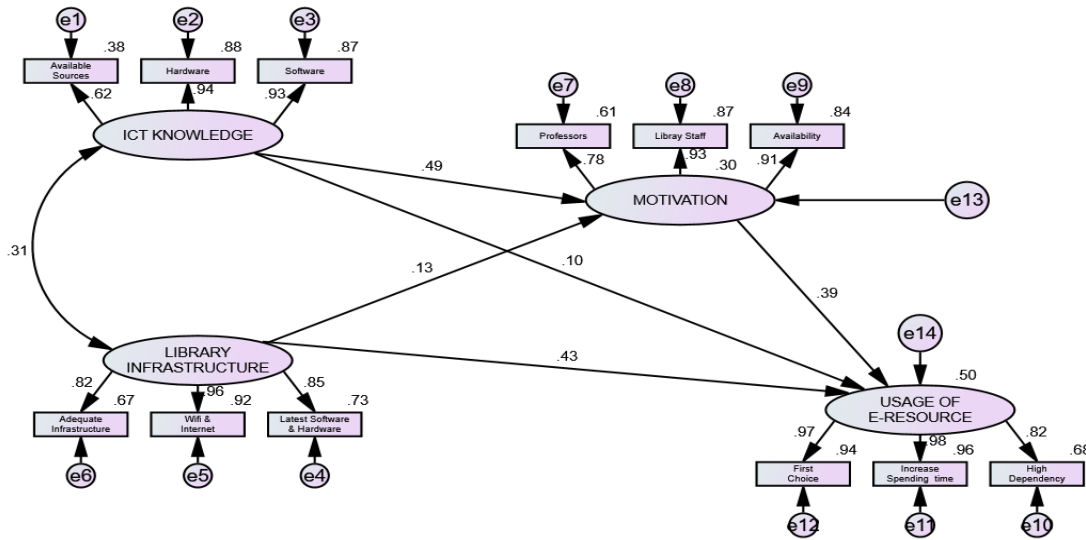 e1 e2 e3
.38 .88 .87
Available
Sources
Hardware
Software
.62 .94 .93
ICT KNOWLEDGE
e7 e8 e9
.61 .87 .84
Professors
Libray Staff
Availability
.78 .93 .30 .91
MOTIVATION
e13
.49
.31
.13
.10
.39
.43
LIBRARY
INFRASTRUCTURE
.82 .96 .85
.67 .92 .73
Adequate
Infrastructure
Wifi &
Internet
Latest Software
& Hardware
e6 e5 e4
e14
.50
USAGE OF
E-RESOURCE
.97 .98 .82
.94 .96 .68
First
Choice
Increase
Spending time
High
Dependency
e12 e11 e10